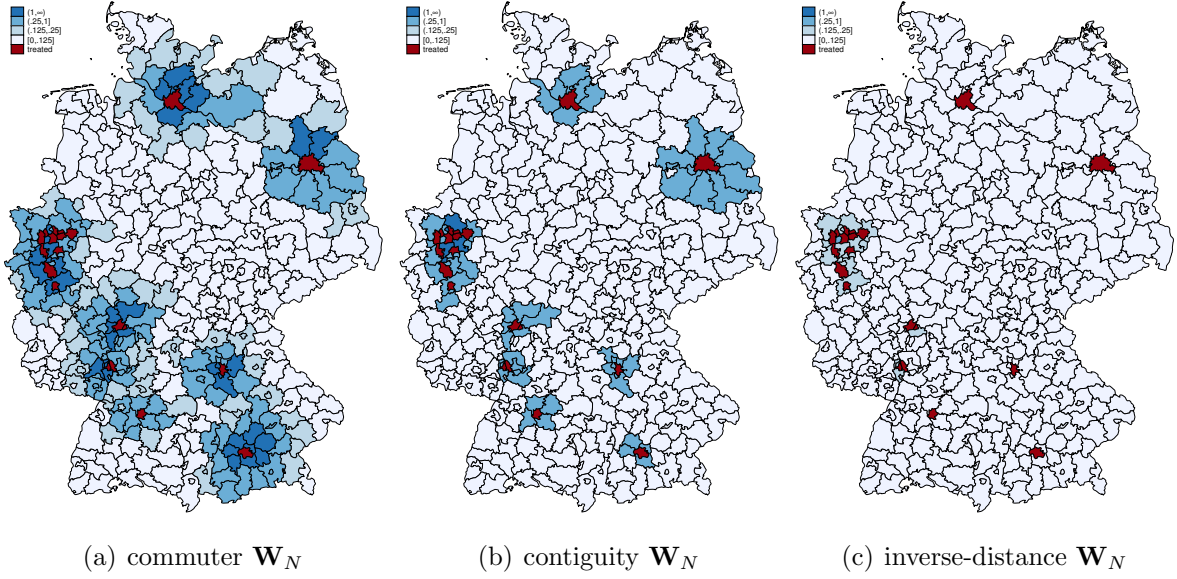 (1,∞)
(.25,1]
(.125,.25]
[0,.125]
treated
(1,∞)
(.25,1]
(.125,.25]
[0,.125]
treated
(1,∞)
(.25,1]
(.125,.25]
[0,.125]
treated
(a) commuter W_N
(b) contiguity W_N
(c) inverse-distance W_N